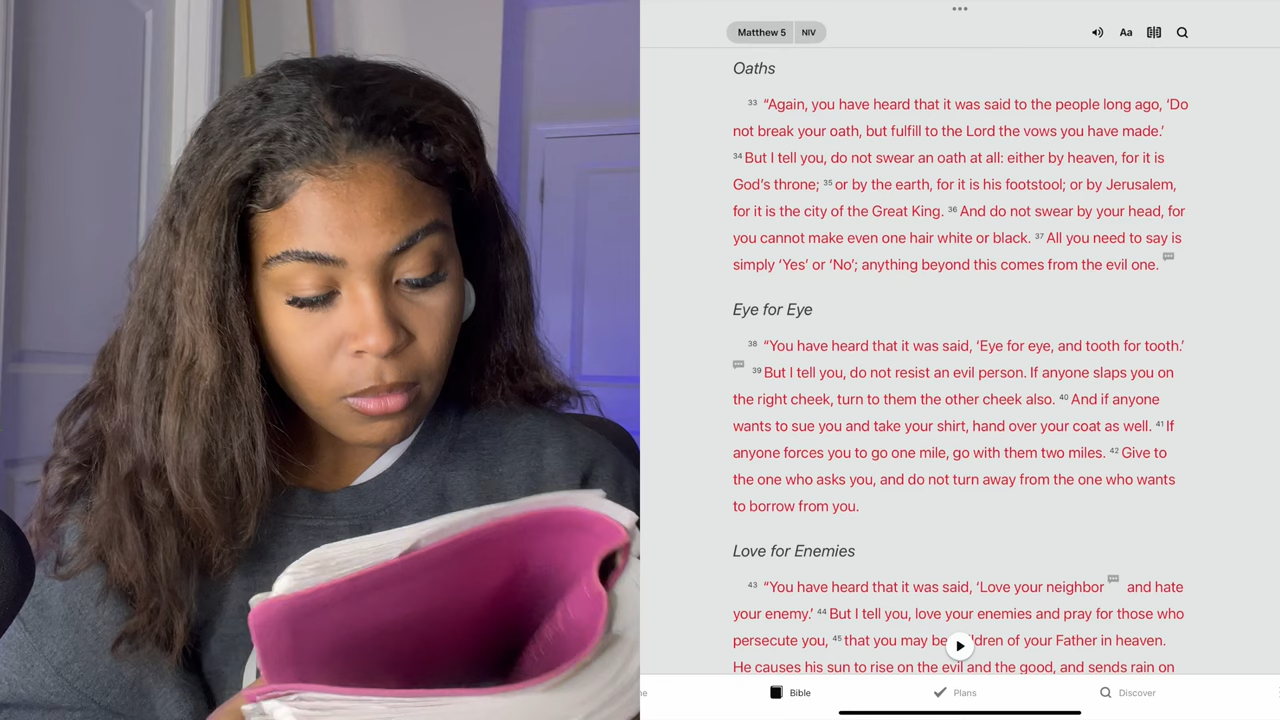 Matthew 5 NIV Aa
Oaths
33 “Again, you have heard that it was said to the people long ago, ‘Do
not break your oath, but fulfill to the Lord the vows you have made.’
34 But I tell you, do not swear an oath at all: either by heaven, for it is
God’s throne; 35 or by the earth, for it is his footstool; or by Jerusalem,
for it is the city of the Great King. 36 And do not swear by your head, for
you cannot make even one hair white or black. 37 All you need to say is
simply ‘Yes’ or ‘No’; anything beyond this comes from the evil one.
Eye for Eye
38 “You have heard that it was said, ‘Eye for eye, and tooth for tooth.’
39 But I tell you, do not resist an evil person. If anyone slaps you on
the right cheek, turn to them the other cheek also. 40 And if anyone
wants to sue you and take your shirt, hand over your coat as well. 41 If
anyone forces you to go one mile, go with them two miles. 42 Give to
the one who asks you, and do not turn away from the one who wants
to borrow from you.
Love for Enemies
43 “You have heard that it was said, ‘Love your neighbor and hate
your enemy.’ 44 But I tell you, love your enemies and pray for those who
persecute you, 45 that you may be of your Father in heaven.
He causes his sun to rise on the evil and the good, and sends rain on
Bible Plans Discover